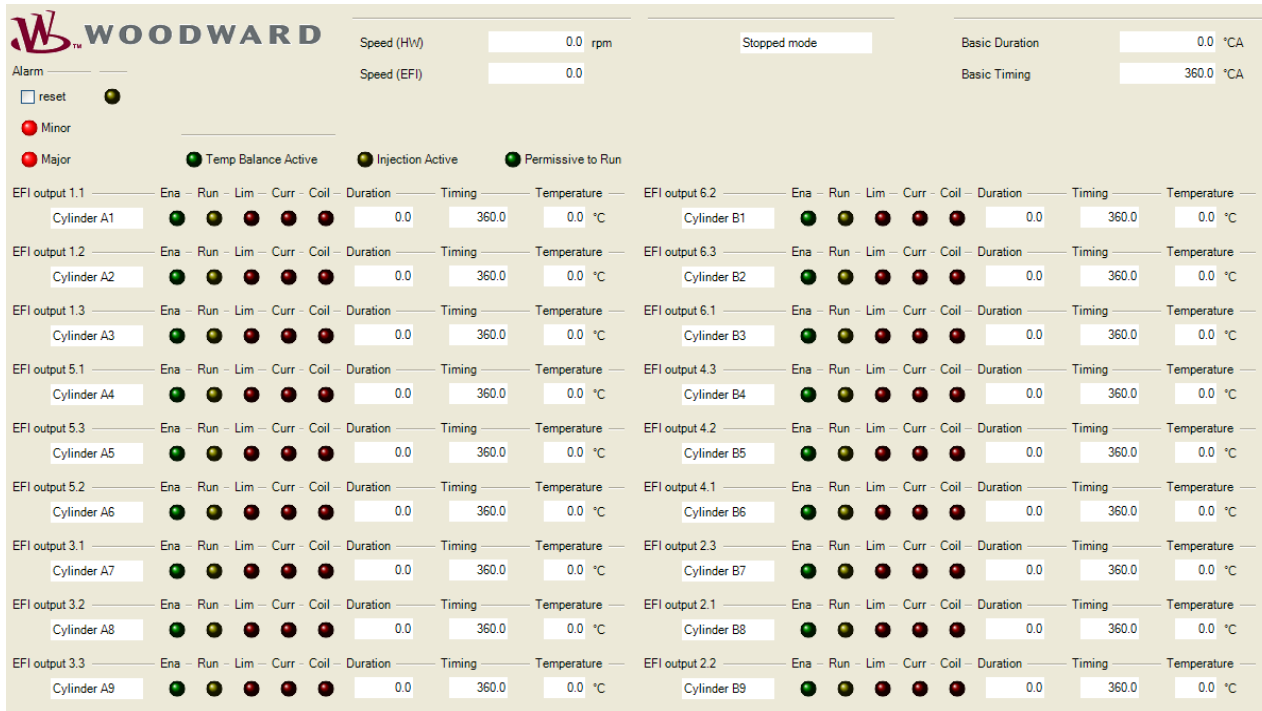 WOODWARD
Speed (HW) 0.0 rpm Stopped mode Basic Duration 0.0 °CA
Alarm Speed (EFI) 0.0 Basic Timing 360.0 °CA
reset
Minor
Major Temp Balance Active Injection Active Permissive to Run
EFI output 1.1 Ena Run Lim Curr Coil Duration Timing Temperature EFI output 6.2 Ena Run Lim Curr Coil Duration Timing Temperature
Cylinder A1 0.0 360.0 0.0 °C Cylinder B1 0.0 360.0 0.0 °C
EFI output 1.2 Ena Run Lim Curr Coil Duration Timing Temperature EFI output 6.3 Ena Run Lim Curr Coil Duration Timing Temperature
Cylinder A2 0.0 360.0 0.0 °C Cylinder B2 0.0 360.0 0.0 °C
EFI output 1.3 Ena Run Lim Curr Coil Duration Timing Temperature EFI output 6.1 Ena Run Lim Curr Coil Duration Timing Temperature
Cylinder A3 0.0 360.0 0.0 °C Cylinder B3 0.0 360.0 0.0 °C
EFI output 5.1 Ena Run Lim Curr Coil Duration Timing Temperature EFI output 4.3 Ena Run Lim Curr Coil Duration Timing Temperature
Cylinder A4 0.0 360.0 0.0 °C Cylinder B4 0.0 360.0 0.0 °C
EFI output 5.3 Ena Run Lim Curr Coil Duration Timing Temperature EFI output 4.2 Ena Run Lim Curr Coil Duration Timing Temperature
Cylinder A5 0.0 360.0 0.0 °C Cylinder B5 0.0 360.0 0.0 °C
EFI output 5.2 Ena Run Lim Curr Coil Duration Timing Temperature EFI output 4.1 Ena Run Lim Curr Coil Duration Timing Temperature
Cylinder A6 0.0 360.0 0.0 °C Cylinder B6 0.0 360.0 0.0 °C
EFI output 3.1 Ena Run Lim Curr Coil Duration Timing Temperature EFI output 2.3 Ena Run Lim Curr Coil Duration Timing Temperature
Cylinder A7 0.0 360.0 0.0 °C Cylinder B7 0.0 360.0 0.0 °C
EFI output 3.2 Ena Run Lim Curr Coil Duration Timing Temperature EFI output 2.1 Ena Run Lim Curr Coil Duration Timing Temperature
Cylinder A8 0.0 360.0 0.0 °C Cylinder B8 0.0 360.0 0.0 °C
EFI output 3.3 Ena Run Lim Curr Coil Duration Timing Temperature EFI output 2.2 Ena Run Lim Curr Coil Duration Timing Temperature
Cylinder A9 0.0 360.0 0.0 °C Cylinder B9 0.0 360.0 0.0 °C